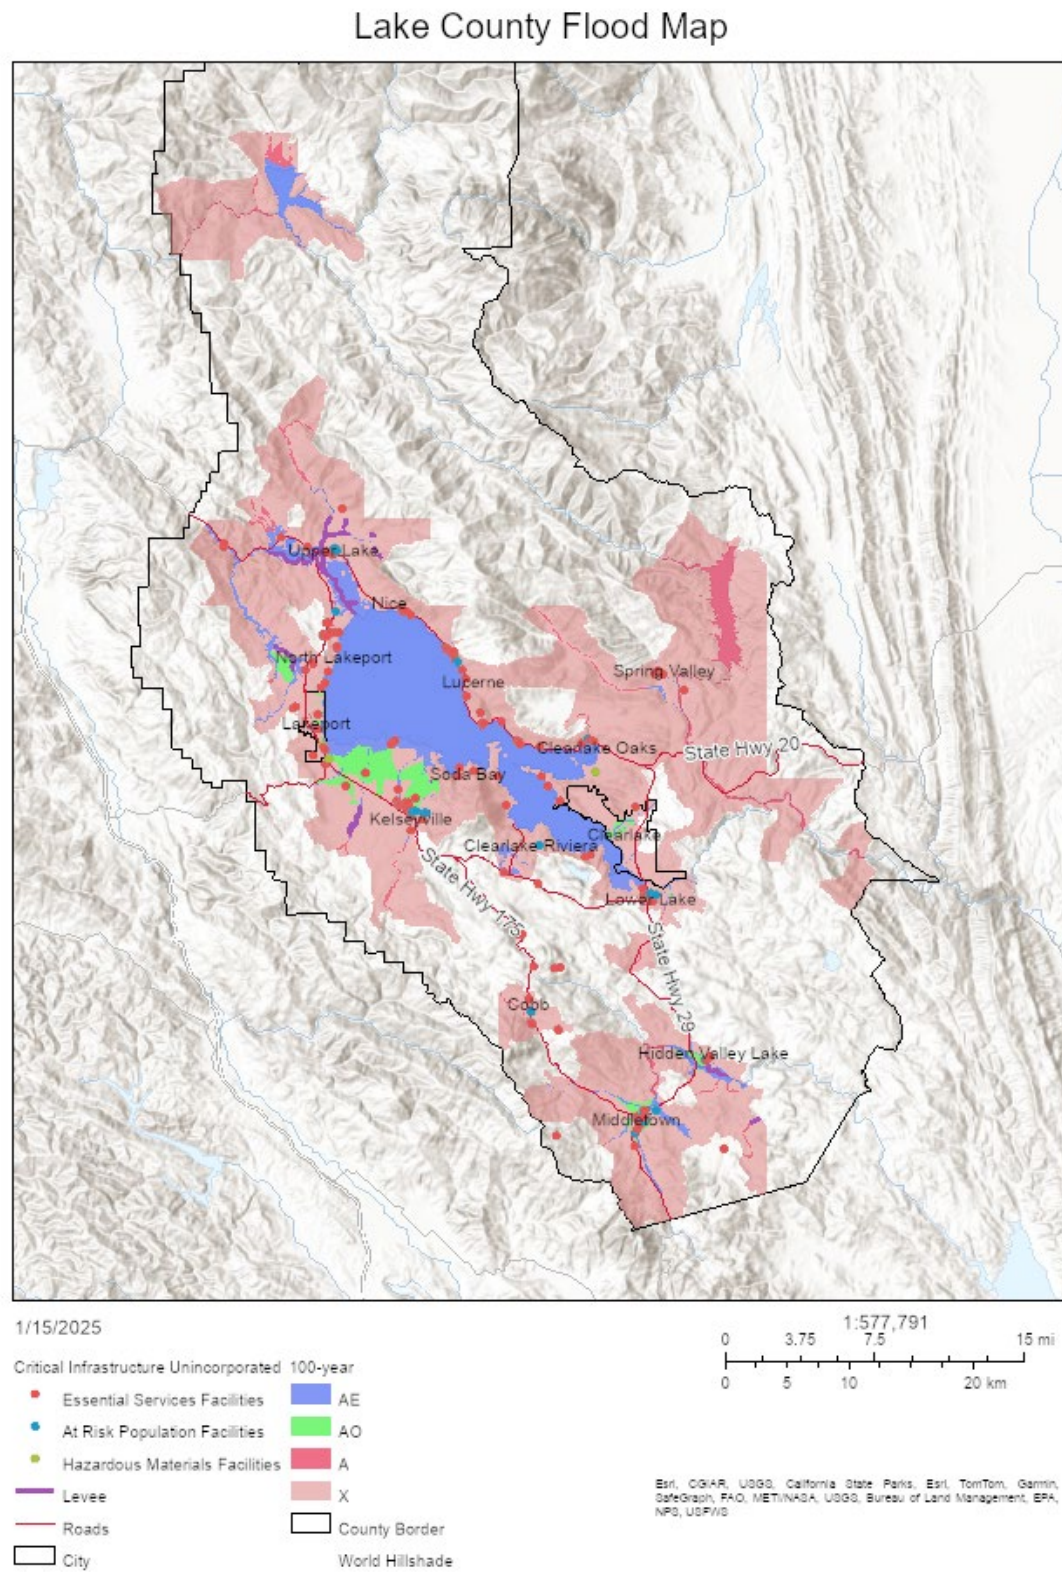 Lake County Flood Map
Upper Lake
Nice
North Lakeport
Spring Valley
Lucerne
Lakeport
Clearlake Oaks
State Hwy 20
Soda Bay
Kelseyville
Clearlake
Clearlake Riviera
State Hwy 175
Lower Lake
State Hwy 29
Cobb
Hidden Valley Lake
Middletown
1/15/2025
1:577,791
0 3.75 7.5 15 mi
0 5 10 20 km
Critical Infrastructure Unincorporated 100-year
Essential Services Facilities AE
At Risk Population Facilities AO
Hazardous Materials Facilities A
Levee X
Roads County Border
City World Hillshade
Esri, CGIAR, USGS, California State Parks, Esri, TomTom, Garmin,
SafeGraph, FAO, METI/NASA, USGS, Bureau of Land Management, EPA,
NPS, USFWS